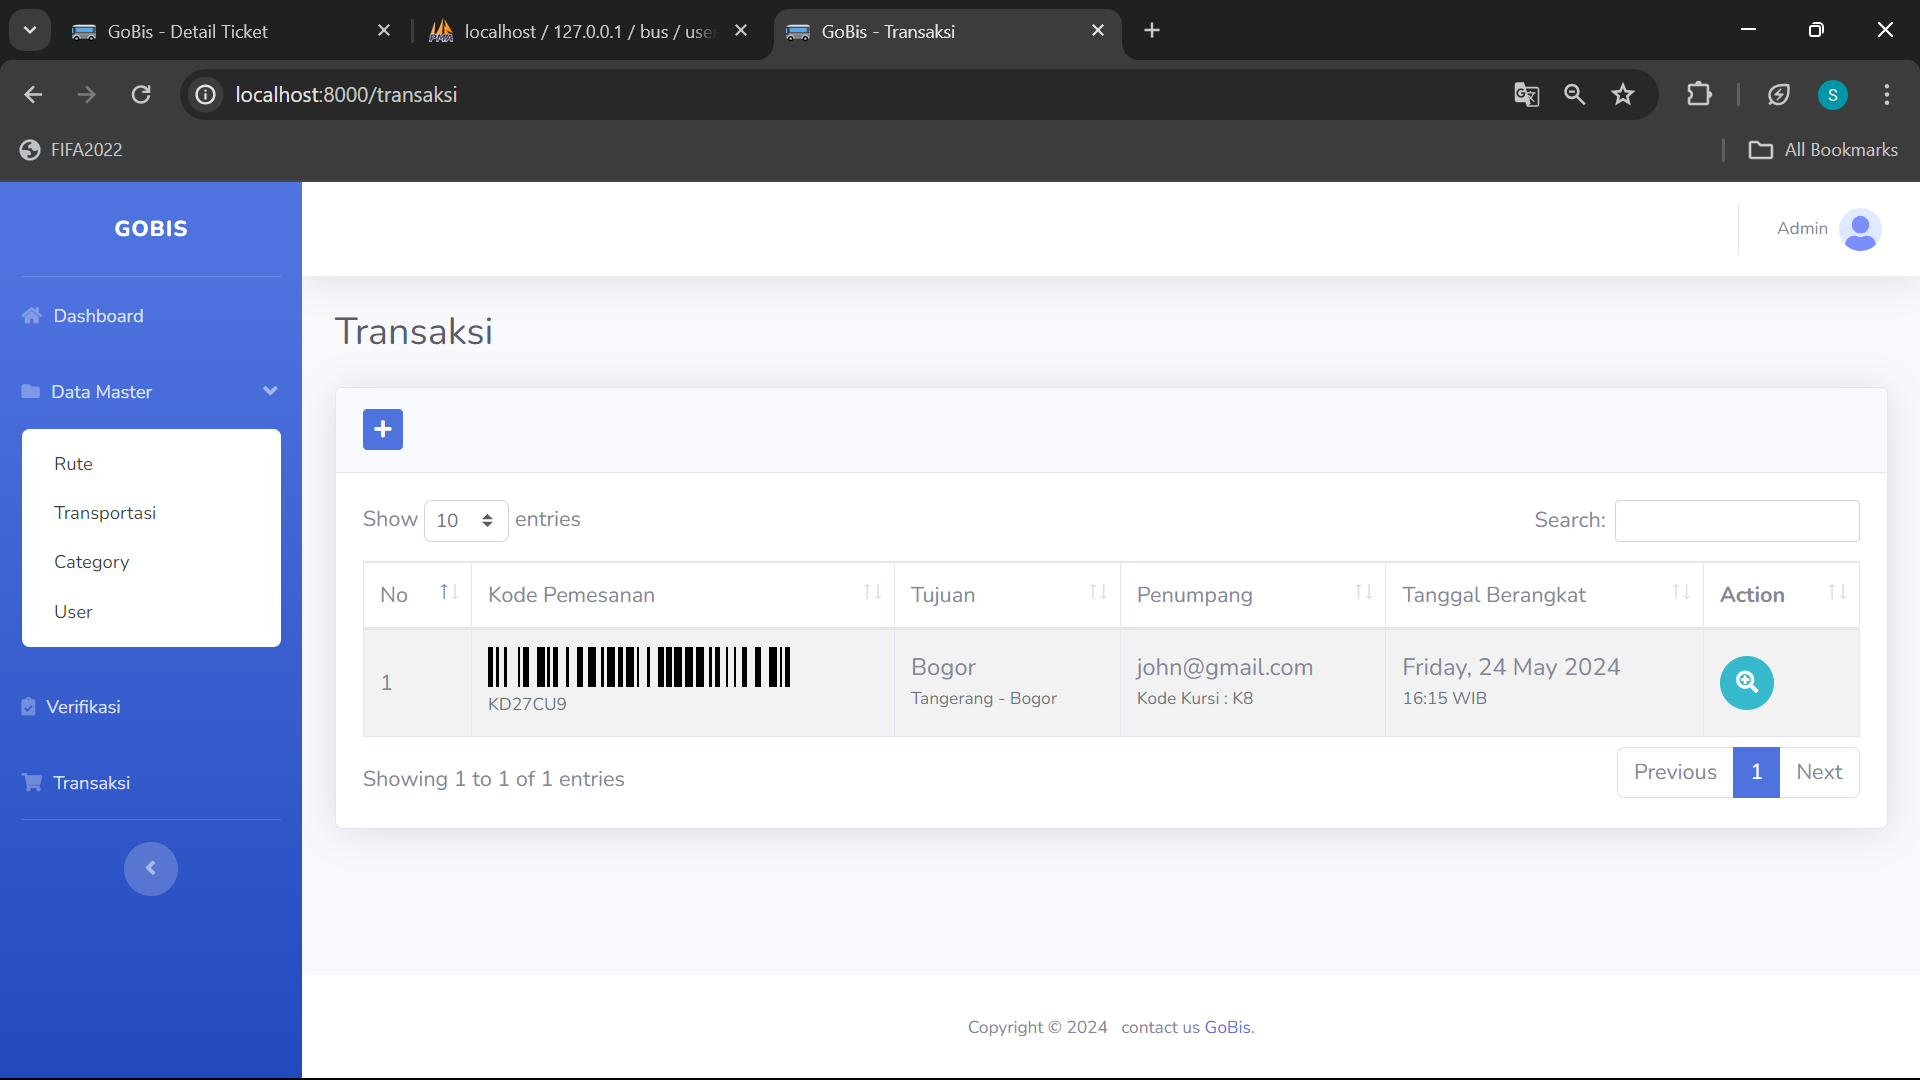 GoBis - Detail Ticket
localhost / 127.0.0.1 / bus / use
GoBis - Transaksi
localhost:8000/transaksi
S
FIFA2022
All Bookmarks
GOBIS
Admin
Dashboard
Data Master
Rute
Transportasi
Category
User
Verifikasi
Transaksi
Transaksi
Show 10 entries
Search:
No Kode Pemesanan Tujuan Penumpang Tanggal Berangkat Action
1 KD27CU9
Bogor
Tangerang - Bogor
john@gmail.com
Kode Kursi : K8
Friday, 24 May 2024
16:15 WIB
Showing 1 to 1 of 1 entries
Previous 1 Next
Copyright © 2024 contact us GoBis.